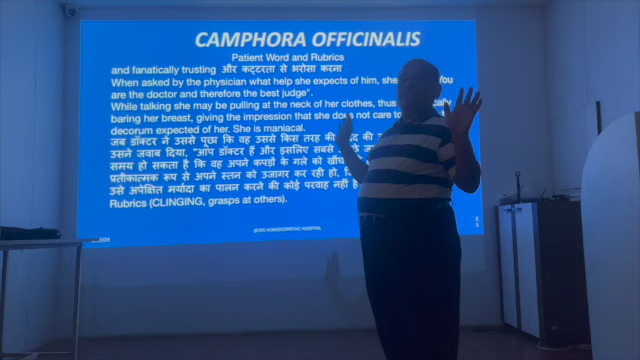 CAMPHORA OFFICINALIS
Patient Word and Rubrics
and fanatically trusting और कट्टरता से भरोसा करना
When asked by the physician what help she expects of him, she
are the doctor and therefore the best judge".
While talking she may be pulling at the neck of her clothes, thus
baring her breast, giving the impression that she does not care to
decorum expected of her. She is maniacal.
जब डॉक्टर ने उससे पूछा कि वह उससे किस तरह की
उसने जवाब दिया, "आप डॉक्टर हैं और इसलिए सबसे
समय हो सकता है कि वह अपने कपड़ों के गले को
प्रतीकात्मक रूप से अपने स्तन को उजागर कर रही हो,
उसे अपेक्षित मर्यादा का पालन करने की कोई परवाह नहीं
Rubrics (CLINGING, grasps at others).